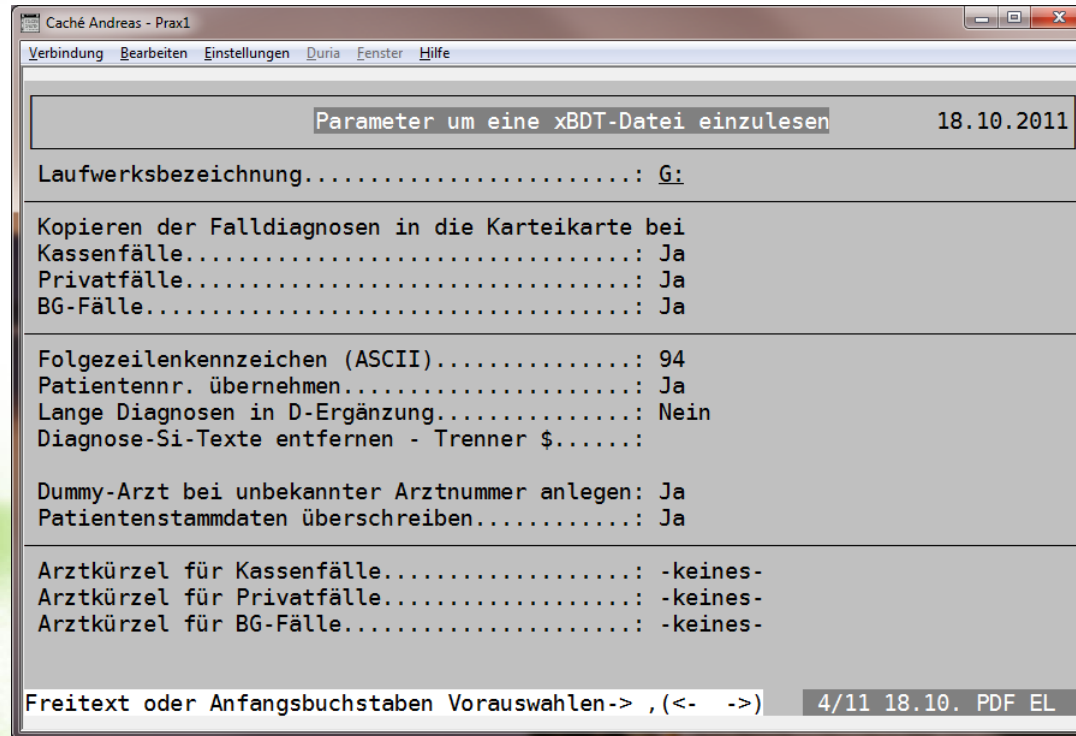 Caché Andreas - Prax1
Verbindung Bearbeiten Einstellungen Duria Fenster Hilfe
Parameter um eine xBDT-Datei einzulesen 18.10.2011
Laufwerksbezeichnung.........................: G:
Kopieren der Falldiagnosen in die Karteikarte bei
Kassenfälle..................................: Ja
Privatfälle..................................: Ja
BG-Fälle.....................................: Ja
Folgezeilenkennzeichen (ASCII)...............: 94
Patientennr. übernehmen......................: Ja
Lange Diagnosen in D-Ergänzung...............: Nein
Diagnose-Si-Texte entfernen - Trenner $......:
Dummy-Arzt bei unbekannter Arztnummer anlegen: Ja
Patientenstammdaten überschreiben............: Ja
Arztkürzel für Kassenfälle...................: -keines-
Arztkürzel für Privatfälle...................: -keines-
Arztkürzel für BG-Fälle......................: -keines-
Freitext oder Anfangsbuchstaben Vorauswahlen-> ,(<-  ->) 4/11 18.10. PDF EL